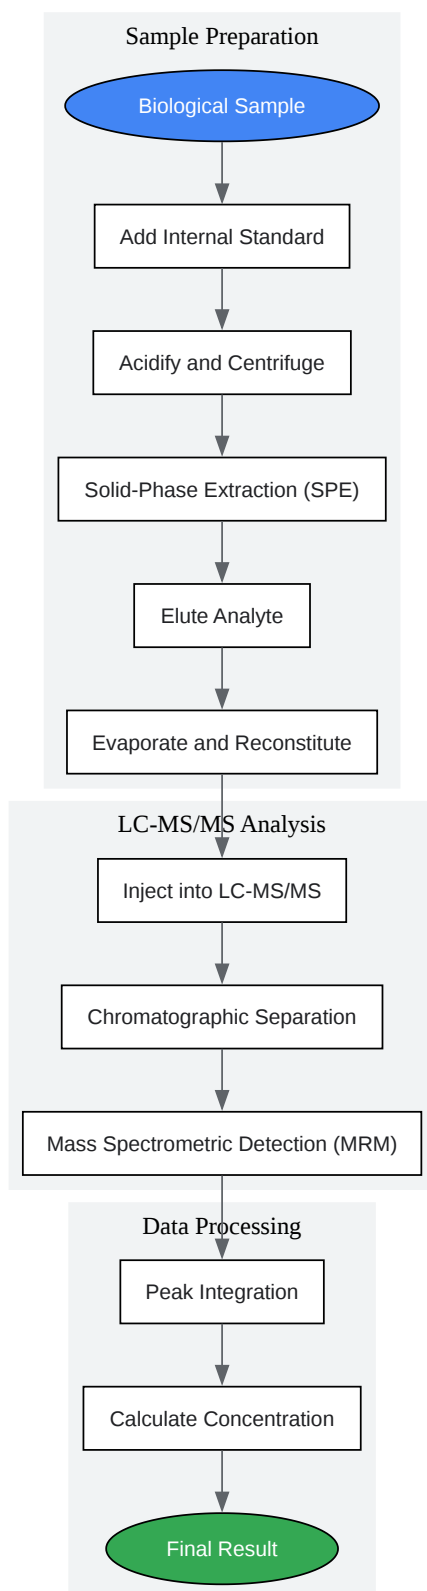 Sample Preparation
Biological Sample
Add Internal Standard
Acidify and Centrifuge
Solid-Phase Extraction (SPE)
Elute Analyte
Evaporate and Reconstitute
LC-MS/MS Analysis
Inject into LC-MS/MS
Chromatographic Separation
Mass Spectrometric Detection (MRM)
Data Processing
Peak Integration
Calculate Concentration
Final Result